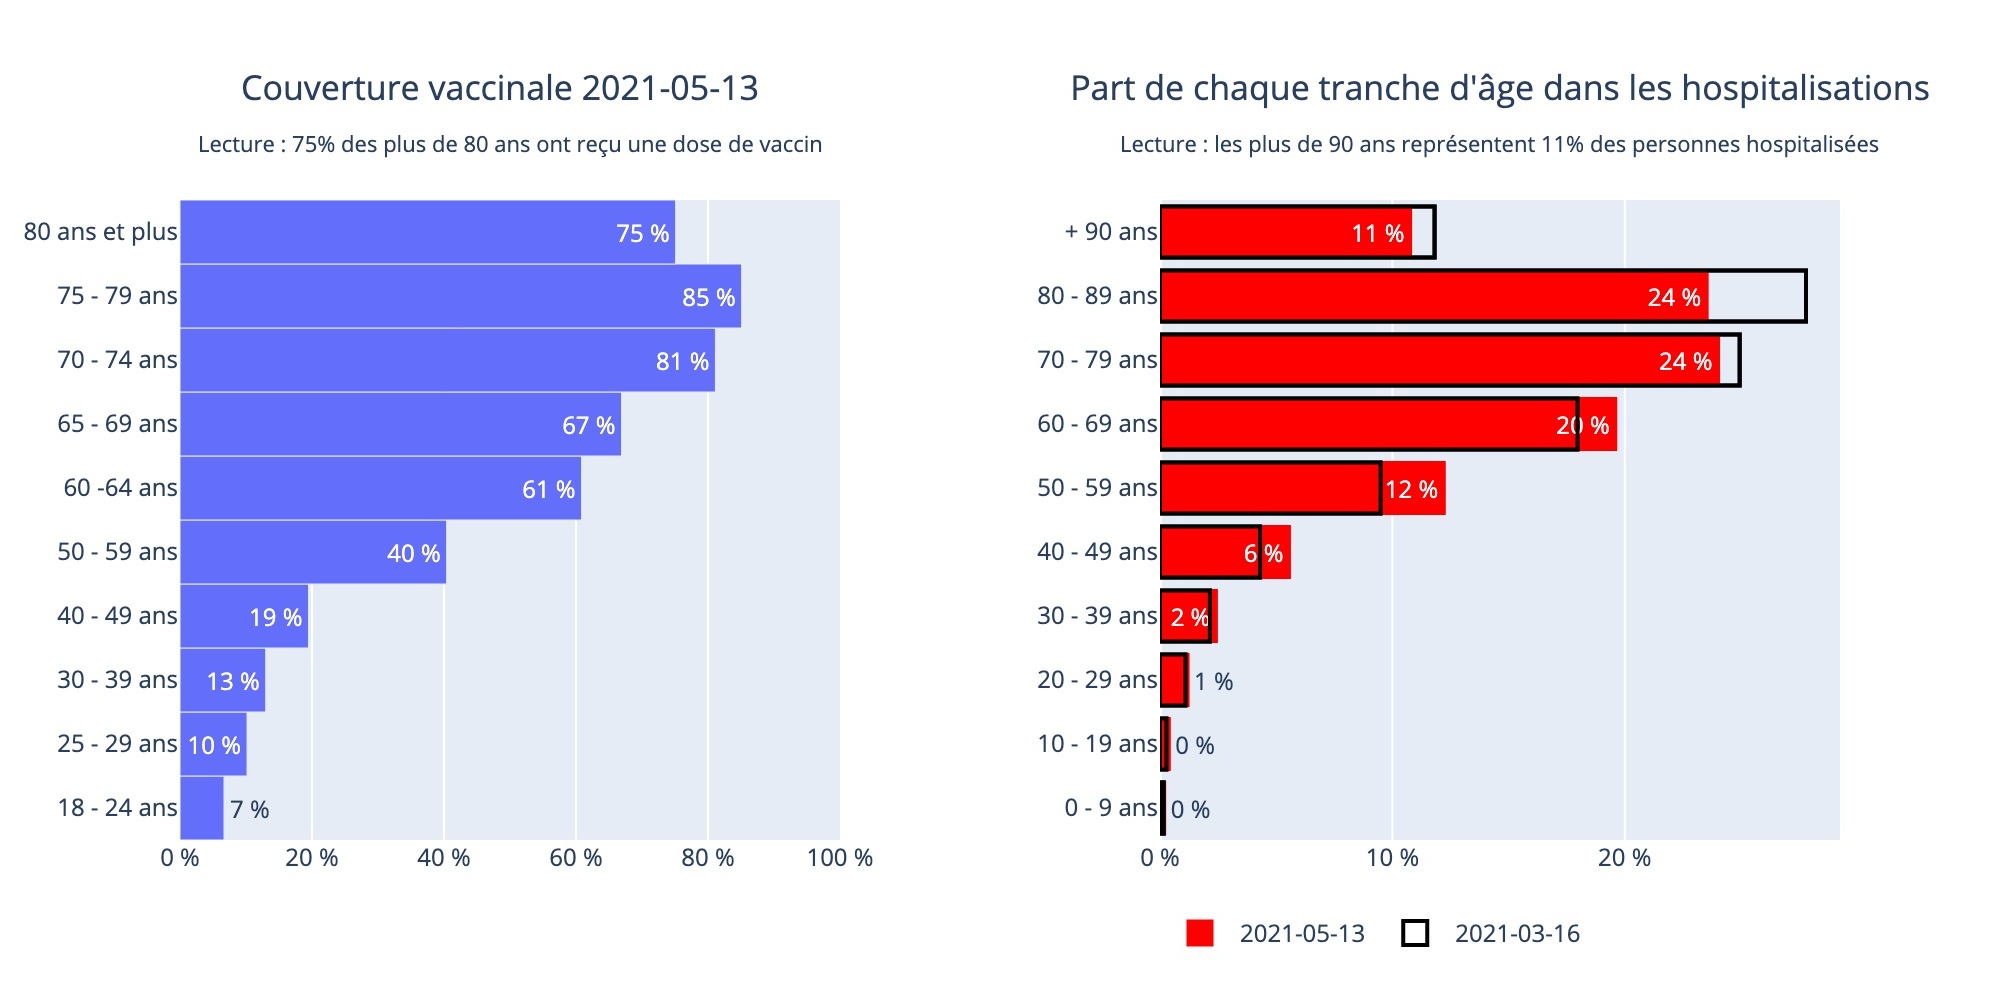 Couverture vaccinale 2021-05-13
Lecture : 75% des plus de 80 ans ont reçu une dose de vaccin
80 ans et plus 75 %
75 - 79 ans 85 %
70 - 74 ans 81 %
65 - 69 ans 67 %
60 -64 ans 61 %
50 - 59 ans 40 %
40 - 49 ans 19 %
30 - 39 ans 13 %
25 - 29 ans 10 %
18 - 24 ans 7 %
0 % 20 % 40 % 60 % 80 % 100 %
Part de chaque tranche d'âge dans les hospitalisations
Lecture : les plus de 90 ans représentent 11% des personnes hospitalisées
+ 90 ans 11 %
80 - 89 ans 24 %
70 - 79 ans 24 %
60 - 69 ans 20 %
50 - 59 ans 12 %
40 - 49 ans 6 %
30 - 39 ans 2 %
20 - 29 ans 1 %
10 - 19 ans 0 %
0 - 9 ans 0 %
0 % 10 % 20 %
2021-05-13 2021-03-16